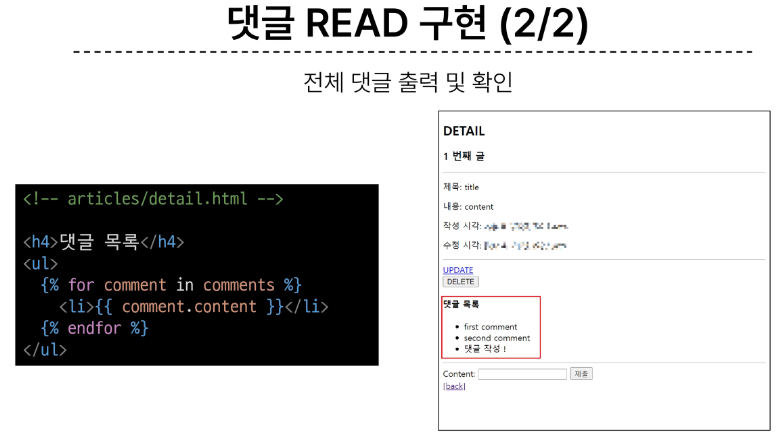 댓글 READ 구현 (2/2)
전체 댓글 출력 및 확인
<!-- articles/detail.html -->
<h4>댓글 목록</h4>
<ul>
{% for comment in comments %}
<li>{{ comment.content }}</li>
{% endfor %}
</ul>
DETAIL
1 번째 글
제목: title
내용: content
작성 시각:
수정 시각:
UPDATE
DELETE
댓글 목록
first comment
second comment
댓글 작성 !
Content:
제출
[back]